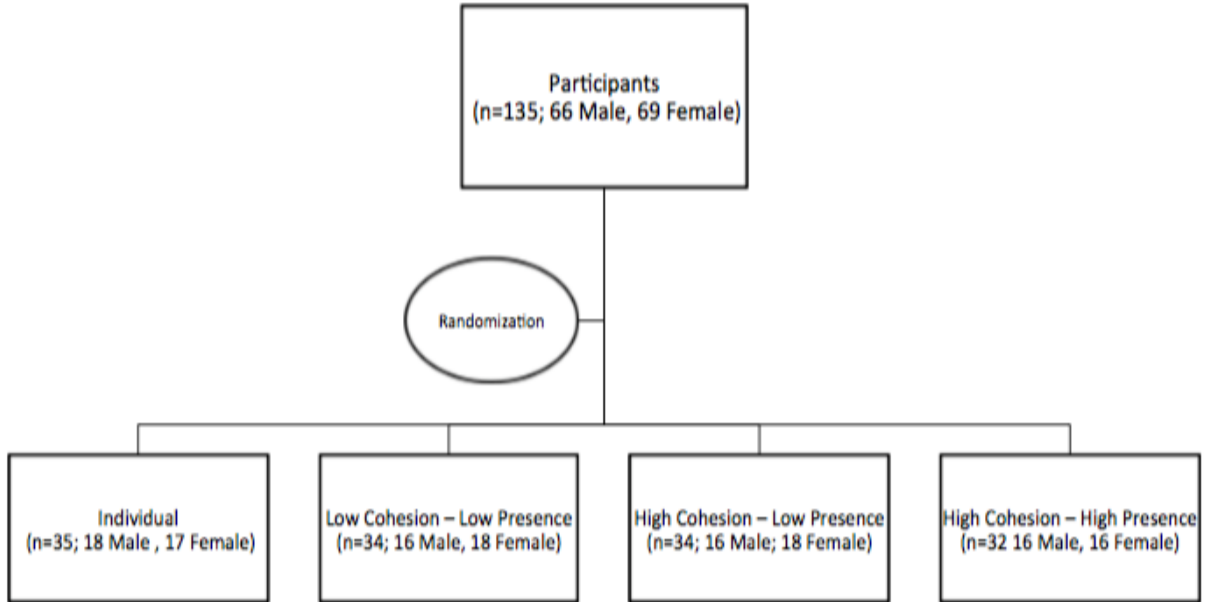 Participants
(n=135; 66 Male, 69 Female)
Randomization
Individual
(n=35; 18 Male , 17 Female)
Low Cohesion – Low Presence
(n=34; 16 Male, 18 Female)
High Cohesion – Low Presence
(n=34; 16 Male; 18 Female)
High Cohesion – High Presence
(n=32 16 Male, 16 Female)